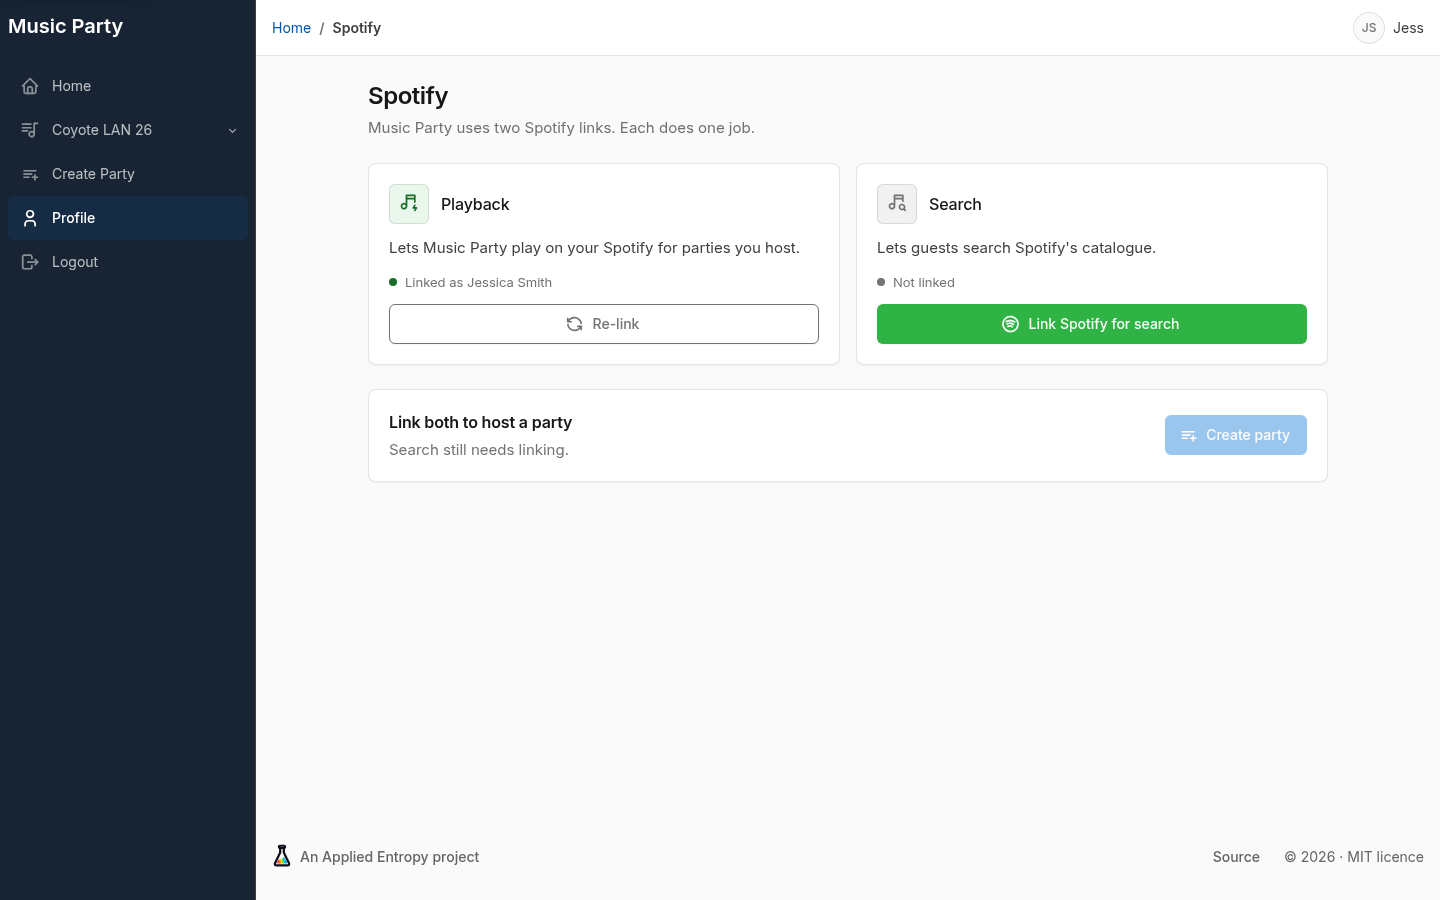 Music Party
Home
Coyote LAN 26
Create Party
Profile
Logout
Home / Spotify
JS Jess
Spotify
Music Party uses two Spotify links. Each does one job.
Playback
Lets Music Party play on your Spotify for parties you host.
Linked as Jessica Smith
Re-link
Search
Lets guests search Spotify's catalogue.
Not linked
Link Spotify for search
Link both to host a party
Search still needs linking.
Create party
An Applied Entropy project
Source © 2026 · MIT licence